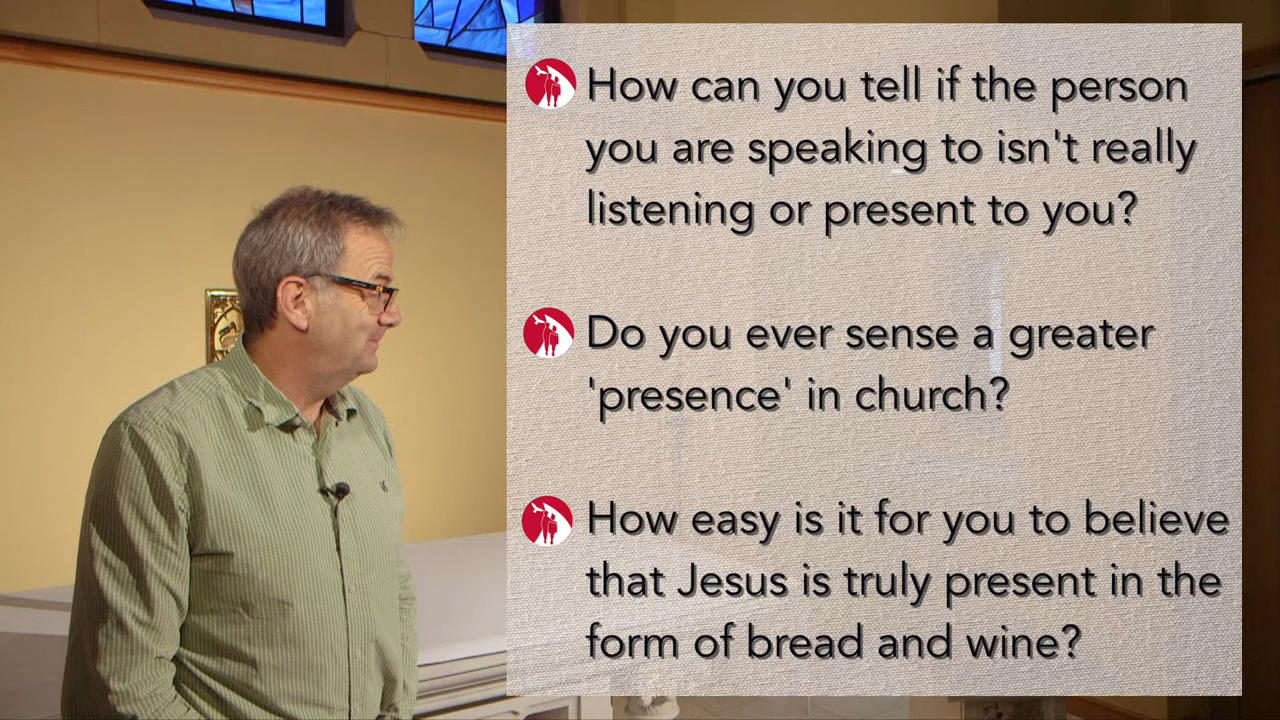 How can you tell if the person
you are speaking to isn't really
listening or present to you?
Do you ever sense a greater
'presence' in church?
How easy is it for you to believe
that Jesus is truly present in the
form of bread and wine?